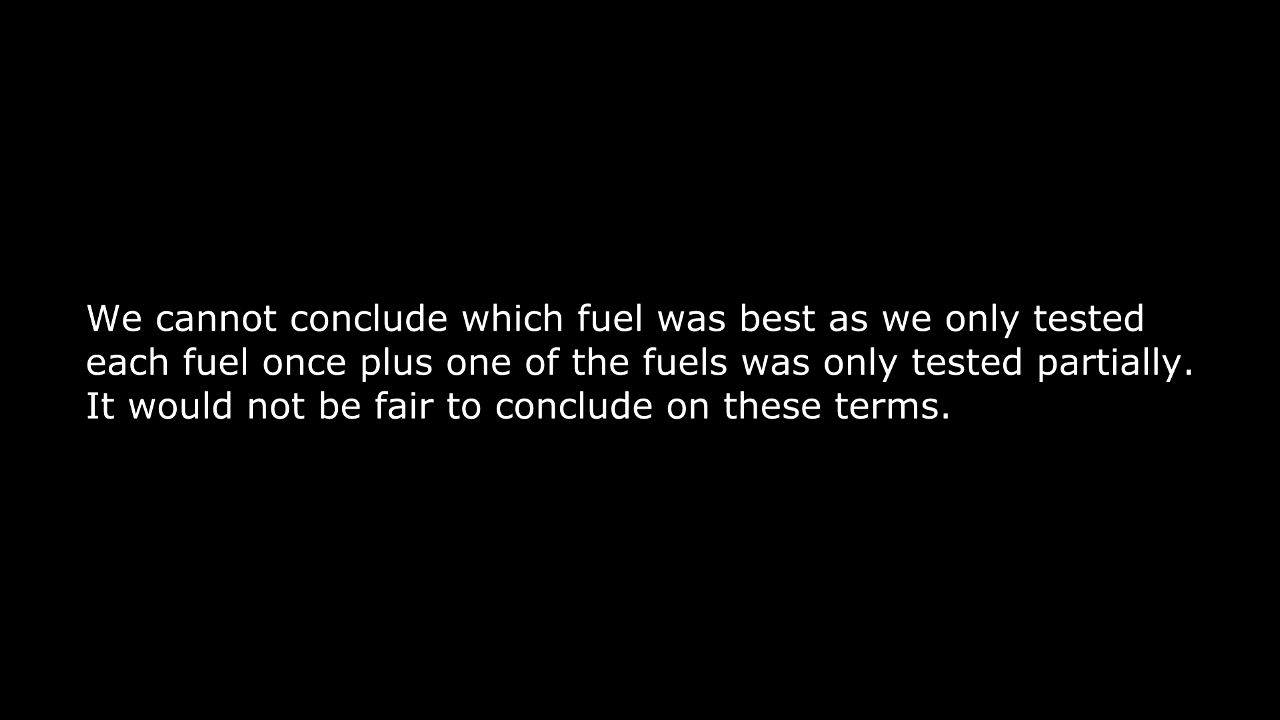 We cannot conclude which fuel was best as we only tested
each fuel once plus one of the fuels was only tested partially.
It would not be fair to conclude on these terms.